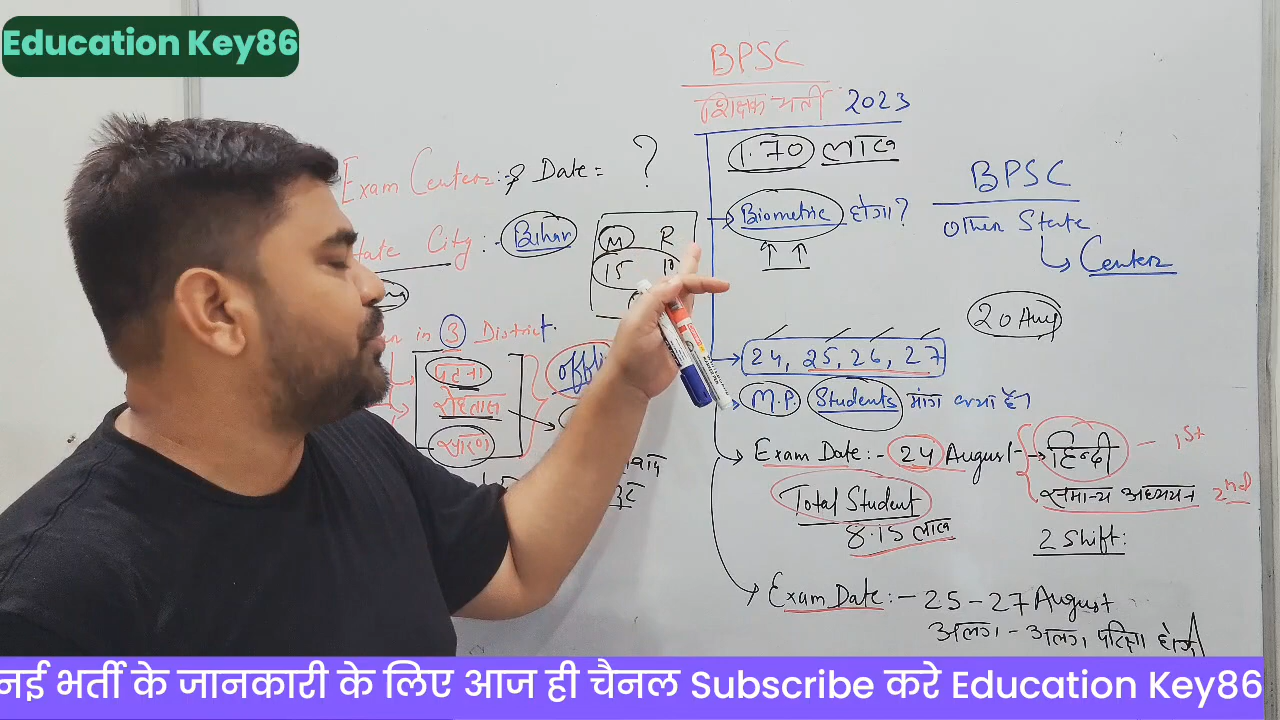 Education Key86
BPSC
शिक्षक भर्ती 2023
1.70 लाख
Biometric होगा?
Exam Center:- & Date = ?
State City :- Bihar
M R
15
in 3 District.
पटना
रोहतास
सारण
BPSC
other State
Center
20 Aug
24, 25, 26, 27
M.P. Students मांग क्या है?
Exam Date:- 24 August- हिन्दी - 1st
सामान्य अध्ययन 2nd
Total Student
8.15 लाख
2 Shift:
Exam Date:- 25-27 August
अलग-अलग परिक्षा होगी
नई भर्ती के जानकारी के लिए आज ही चैनल Subscribe करे Education Key86